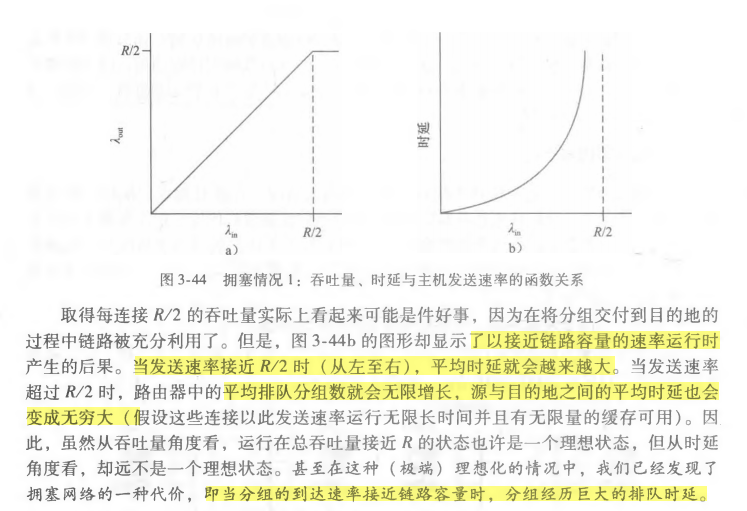 R/2
λout
λin
R/2
a)
时延
λin
R/2
b)
图 3-44 拥塞情况 1：吞吐量、时延与主机发送速率的函数关系
取得每连接 R/2 的吞吐量实际上看起来可能是件好事，因为在将分组交付到目的地的
过程中链路被充分利用了。但是，图 3-44b 的图形却显示了以接近链路容量的速率运行时
产生的后果。当发送速率接近 R/2 时（从左至右），平均时延就会越来越大。当发送速率
超过 R/2 时，路由器中的平均排队分组数就会无限增长，源与目的地之间的平均时延也会
变成无穷大（假设这些连接以此发送速率运行无限长时间并且有无限量的缓存可用）。因
此，虽然从吞吐量角度看，运行在总吞吐量接近 R 的状态也许是一个理想状态，但从时延
角度看，却远不是一个理想状态。甚至在这种（极端）理想化的情况中，我们已经发现了
拥塞网络的一种代价，即当分组的到达速率接近链路容量时，分组经历巨大的排队时延。